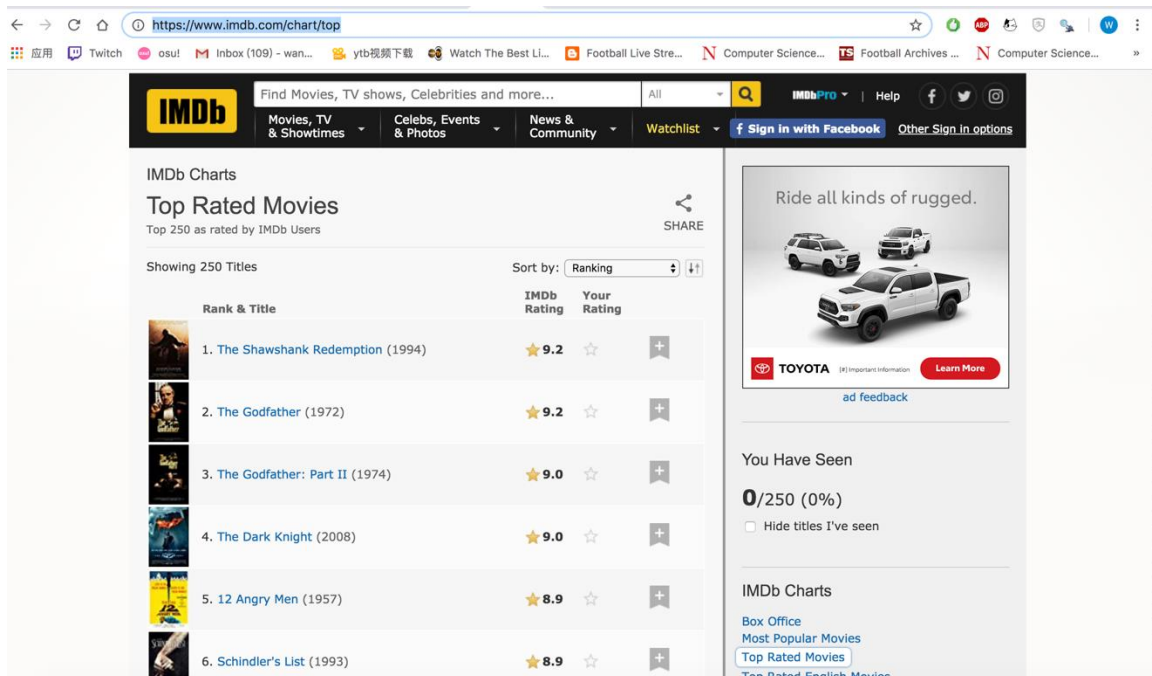 https://www.imdb.com/chart/top
ABP
W
应用 Twitch osu! Inbox (109) - wan... ytb视频下载 Watch The Best Li... Football Live Stre... Computer Science... Football Archives ... Computer Science... »
IMDb
Find Movies, TV shows, Celebrities and more...
All
IMDbPro
Help
Movies, TV
& Showtimes
Celebs, Events
& Photos
News &
Community
Watchlist
Sign in with Facebook
Other Sign in options
IMDb Charts
Top Rated Movies
Top 250 as rated by IMDb Users
SHARE
Showing 250 Titles
Sort by: Ranking
Rank & Title
IMDb
Rating
Your
Rating
1. The Shawshank Redemption (1994) 9.2
2. The Godfather (1972) 9.2
3. The Godfather: Part II (1974) 9.0
4. The Dark Knight (2008) 9.0
5. 12 Angry Men (1957) 8.9
6. Schindler's List (1993) 8.9
Ride all kinds of rugged.
TOYOTA
[#] Important Information
Learn More
ad feedback
You Have Seen
0/250 (0%)
Hide titles I've seen
IMDb Charts
Box Office
Most Popular Movies
Top Rated Movies
Top Rated English Movies